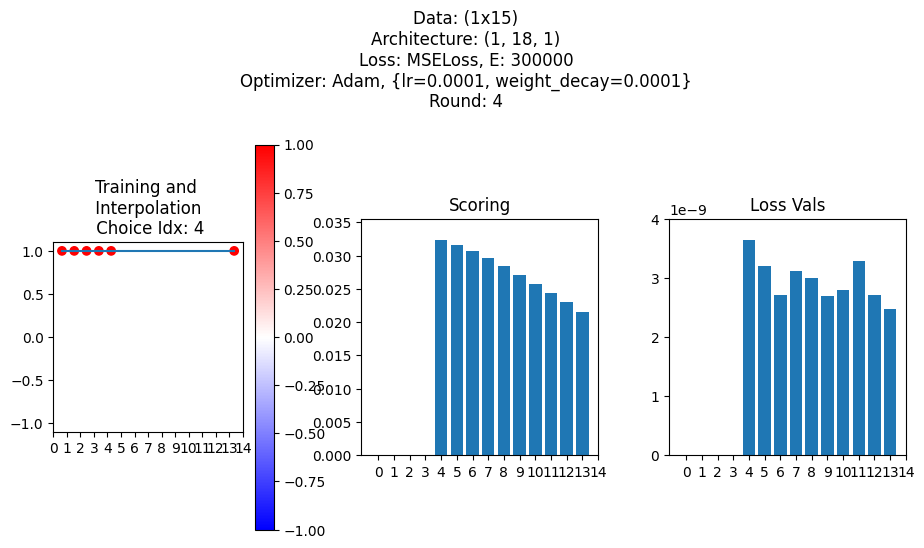 Data: (1x15)
Architecture: (1, 18, 1)
Loss: MSELoss, E: 300000
Optimizer: Adam, {lr=0.0001, weight_decay=0.0001}
Round: 4
Training and
Interpolation
Choice Idx: 4
1.0
0.5
0.0
−0.5
−1.0
0 1 2 3 4 5 6 7 8 9 10 11 12 13 14
1.00
0.75
0.50
0.25
0.00
−0.25
−0.50
−0.75
−1.00
Scoring
0.035
0.030
0.025
0.020
0.015
0.010
0.005
0.000
0 1 2 3 4 5 6 7 8 9 10 11 12 13 14
Loss Vals
1e−9
4
3
2
1
0
0 1 2 3 4 5 6 7 8 9 10 11 12 13 14